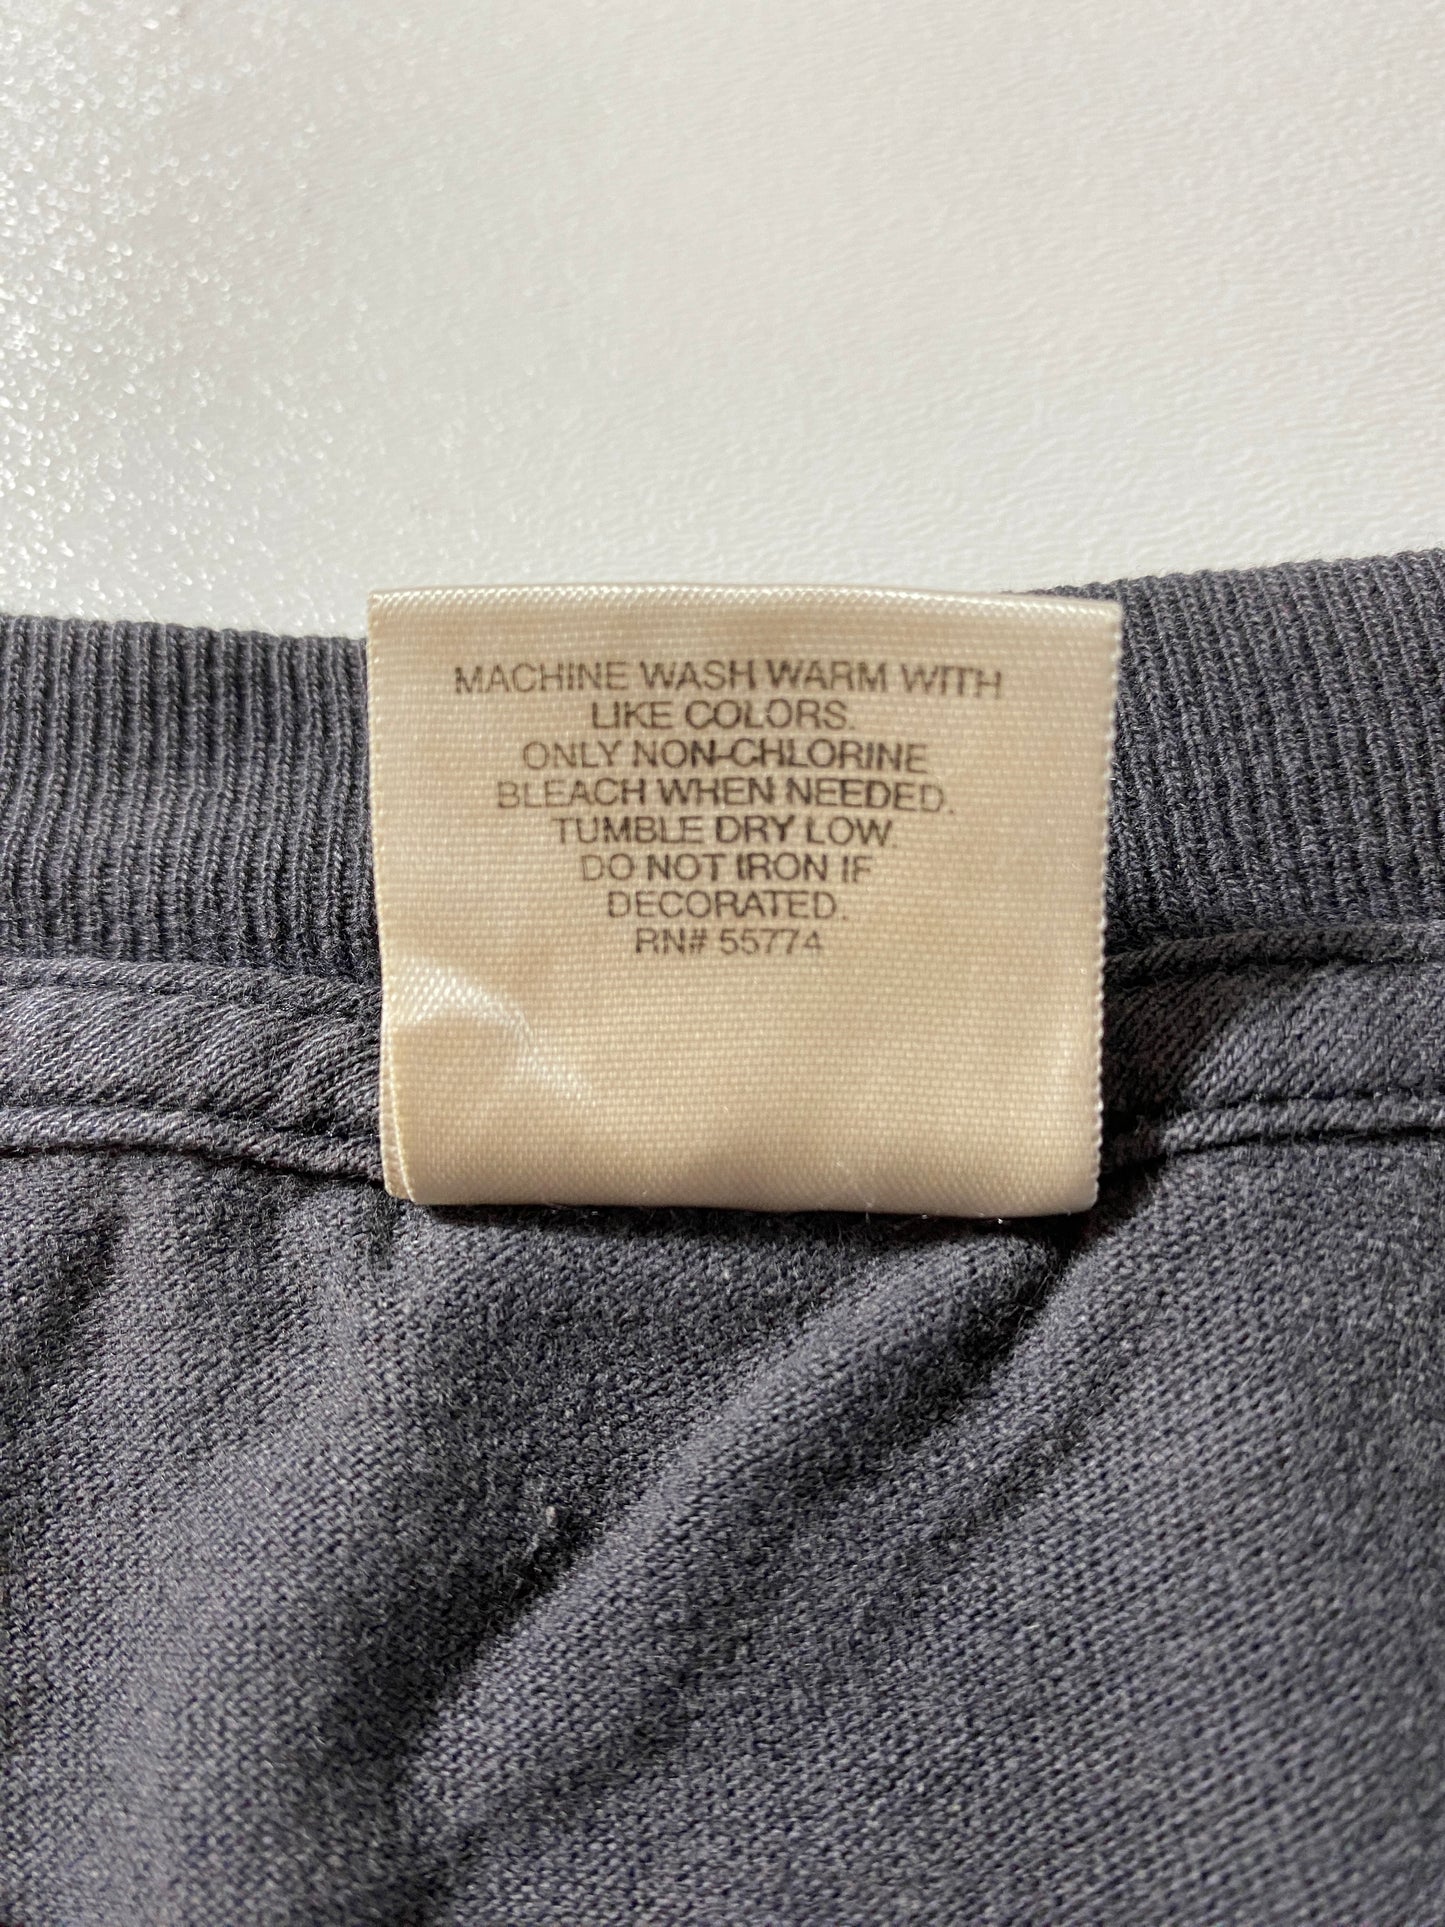 MACHINE WASH WARM WITH
LIKE COLORS.
ONLY NON-CHLORINE
BLEACH WHEN NEEDED.
TUMBLE DRY LOW.
DO NOT IRON IF
DECORATED.
RN# 55774